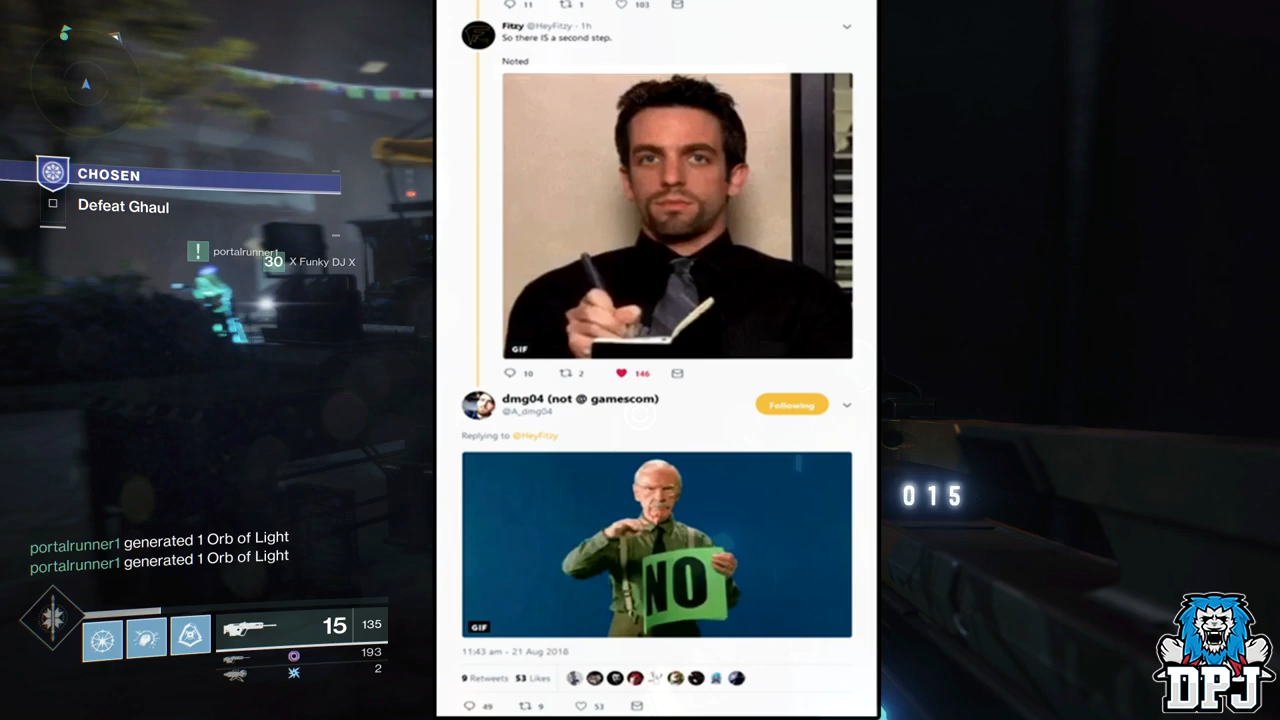 11 1 103
Fitzy @HeyFitzy · 1h
So there IS a second step.
Noted
GIF
10 2 146
dmg04 (not @ gamescom)
@A_dmg04
Following
Replying to @HeyFitzy
NO
GIF
11:43 am - 21 Aug 2018
9 Retweets 53 Likes
49 9 53
CHOSEN
Defeat Ghaul
! portalrunner1
30 X Funky DJ X
portalrunner1 generated 1 Orb of Light
portalrunner1 generated 1 Orb of Light
15 135
193
2
015
DPJ